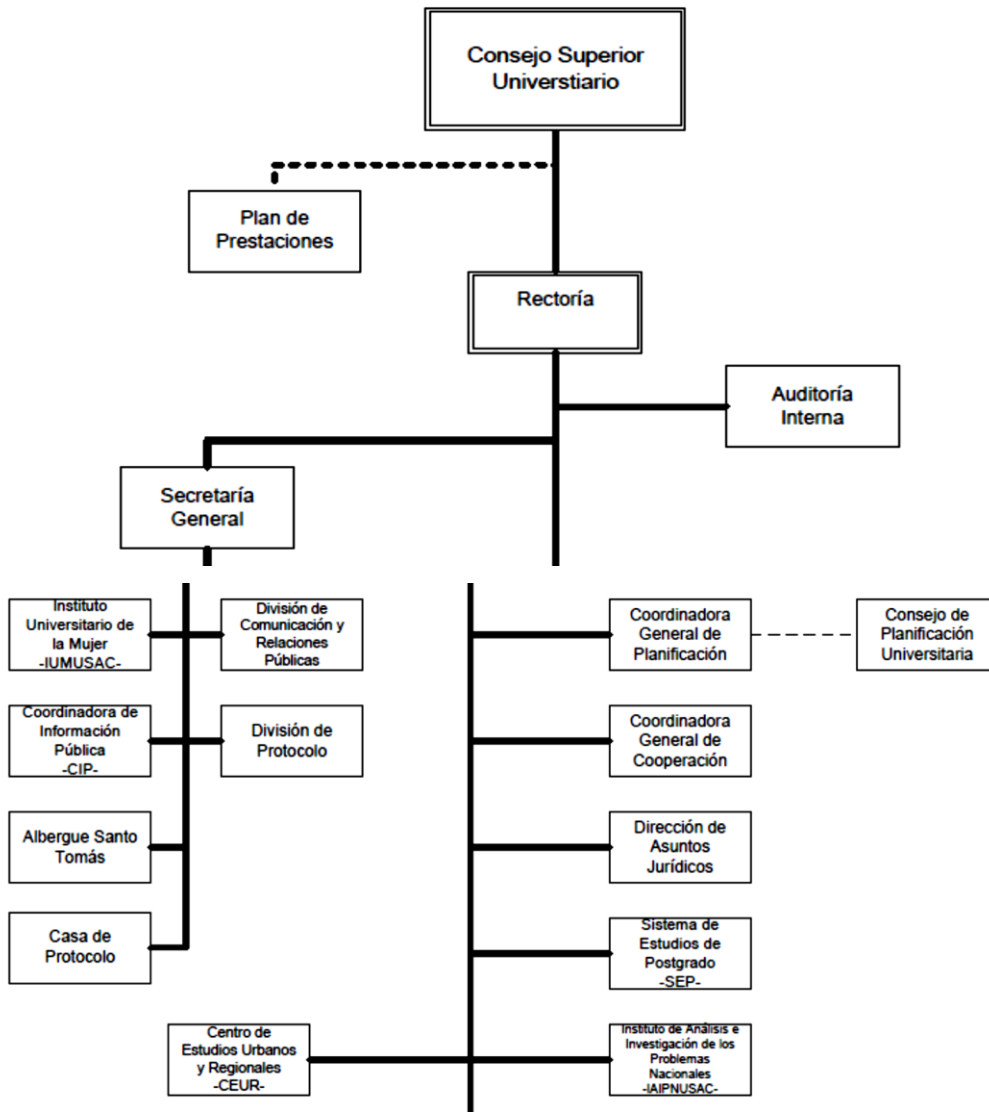 Consejo Superior
Universtiario
Plan de
Prestaciones
Rectoría
Auditoría
Interna
Secretaría
General
Instituto
Universitario de
la Mujer
-IUMUSAC-
División de
Comunicación y
Relaciones
Públicas
Coordinadora
General de
Planificación
Consejo de
Planificación
Universitaria
Coordinadora de
Información
Pública
-CIP-
División de
Protocolo
Coordinadora
General de
Cooperación
Albergue Santo
Tomás
Dirección de
Asuntos
Jurídicos
Casa de
Protocolo
Sistema de
Estudios de
Postgrado
-SEP-
Centro de
Estudios Urbanos
y Regionales
-CEUR-
Instituto de Análisis e
Investigación de los
Problemas
Nacionales
-IAIPNUSAC-